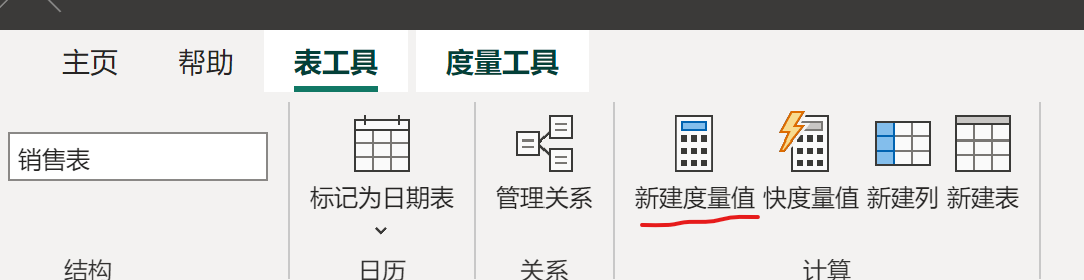 主页 帮助 表工具 度量工具
销售表
标记为日期表 管理关系 新建度量值 快度量值 新建列 新建表
结构 日历 关系 计算